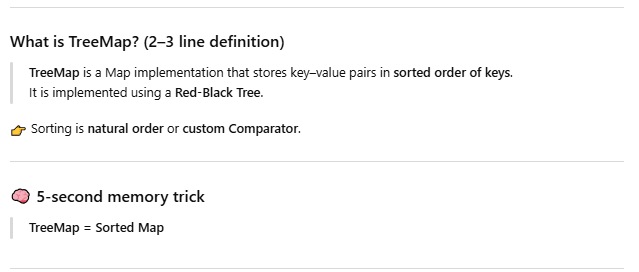 What is TreeMap? (2–3 line definition)
TreeMap is a Map implementation that stores key–value pairs in sorted order of keys.
It is implemented using a Red-Black Tree.
👉 Sorting is natural order or custom Comparator.
🧠 5-second memory trick
TreeMap = Sorted Map